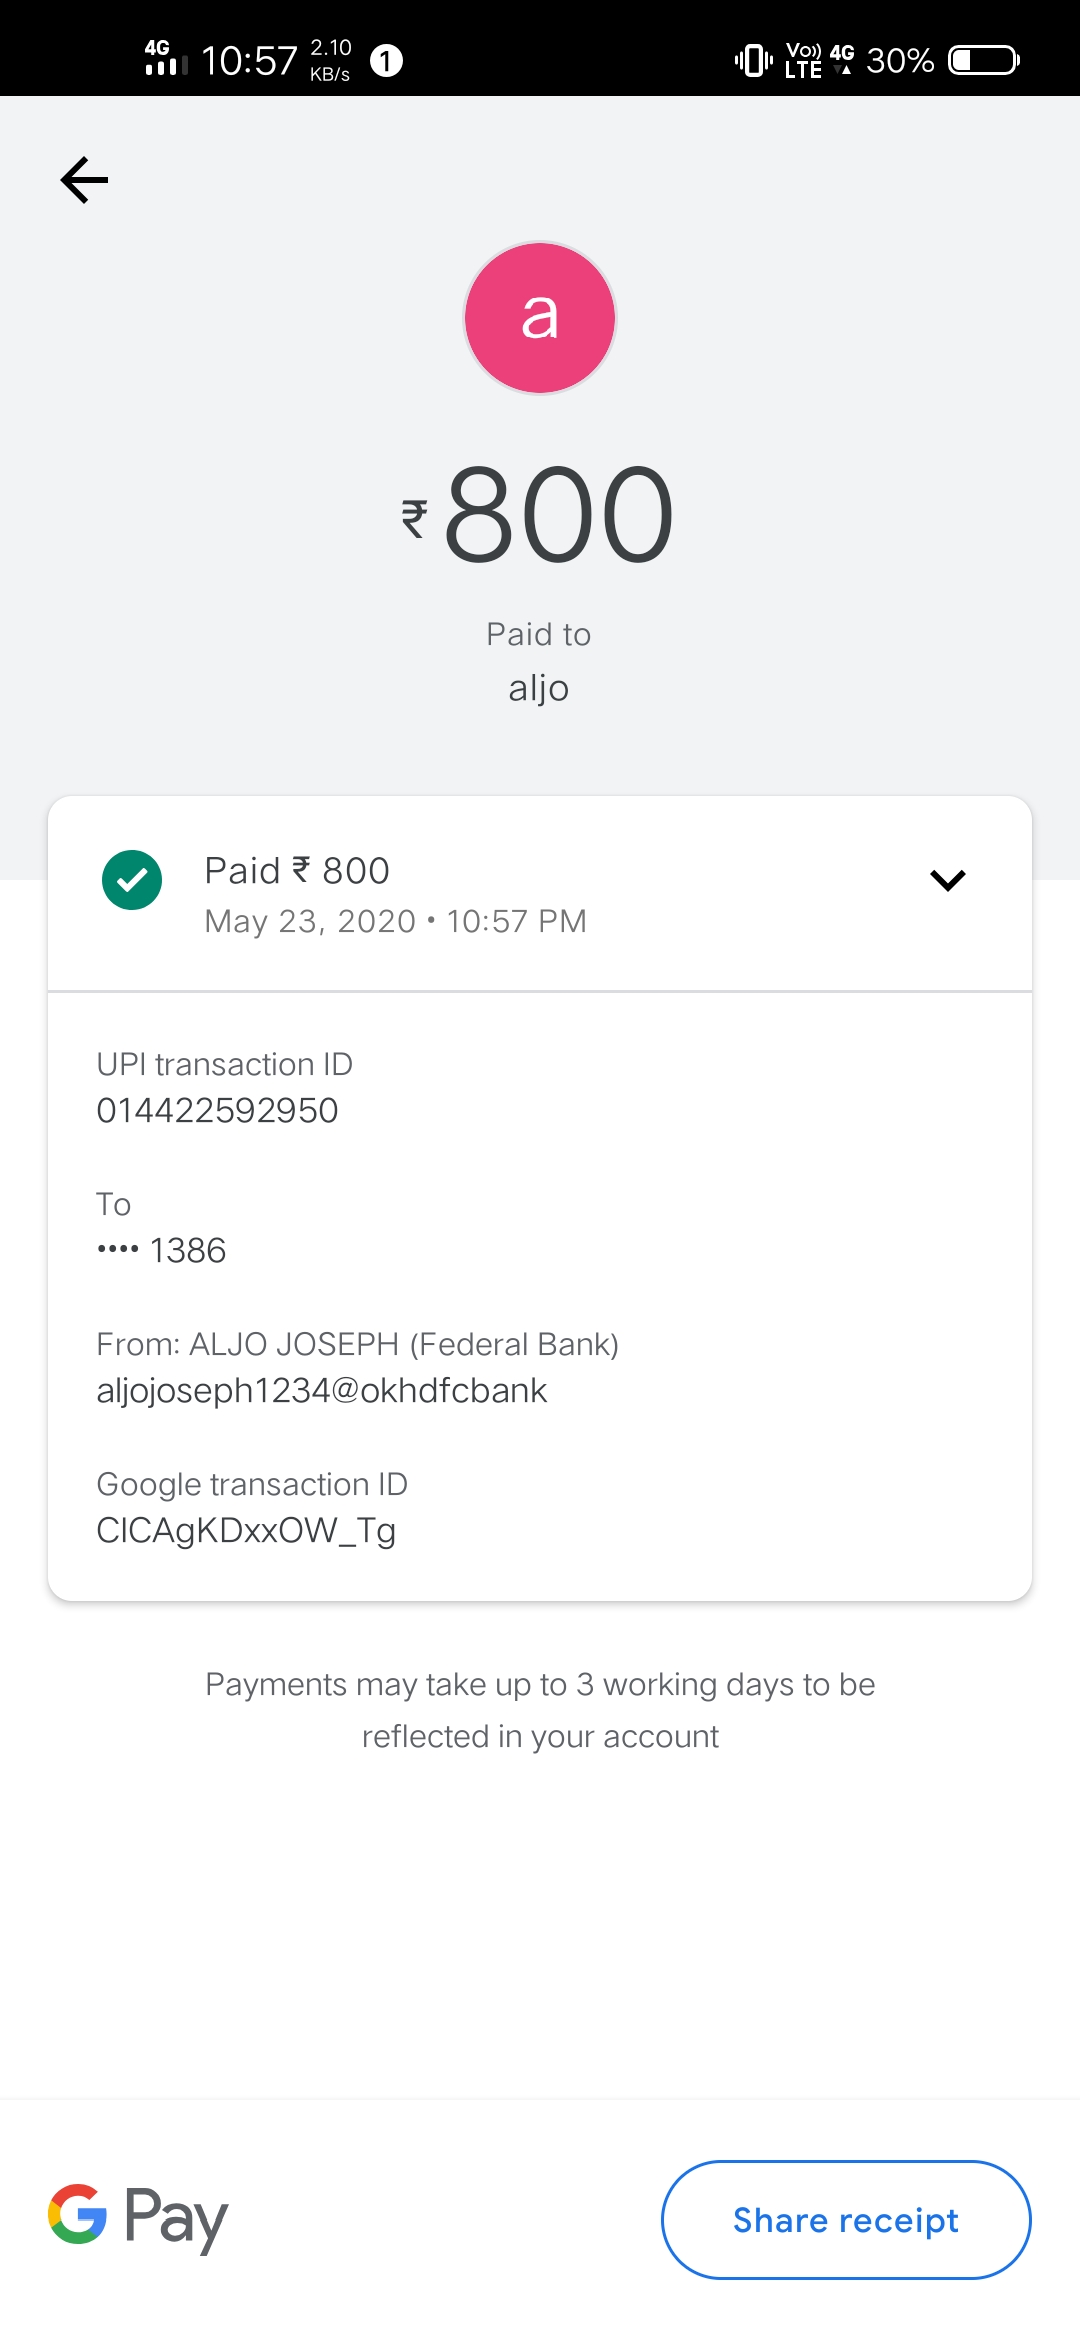 4G 10:57 2.10 KB/s 1 Vo)) LTE 4G 30%
a
₹800
Paid to
aljo
Paid ₹ 800
May 23, 2020 • 10:57 PM
UPI transaction ID
014422592950
To
•••• 1386
From: ALJO JOSEPH (Federal Bank)
aljojoseph1234@okhdfcbank
Google transaction ID
CICAgKDxxOW_Tg
Payments may take up to 3 working days to be
reflected in your account
G Pay
Share receipt